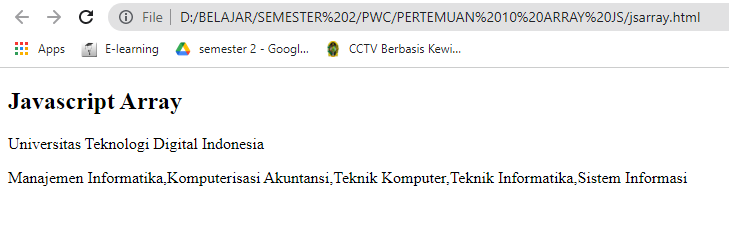 File | D:/BELAJAR/SEMESTER%202/PWC/PERTEMUAN%2010%20ARRAY%20JS/jsarray.html
Apps E-learning semester 2 - Googl... CCTV Berbasis Kewi...
Javascript Array
Universitas Teknologi Digital Indonesia
Manajemen Informatika,Komputerisasi Akuntansi,Teknik Komputer,Teknik Informatika,Sistem Informasi